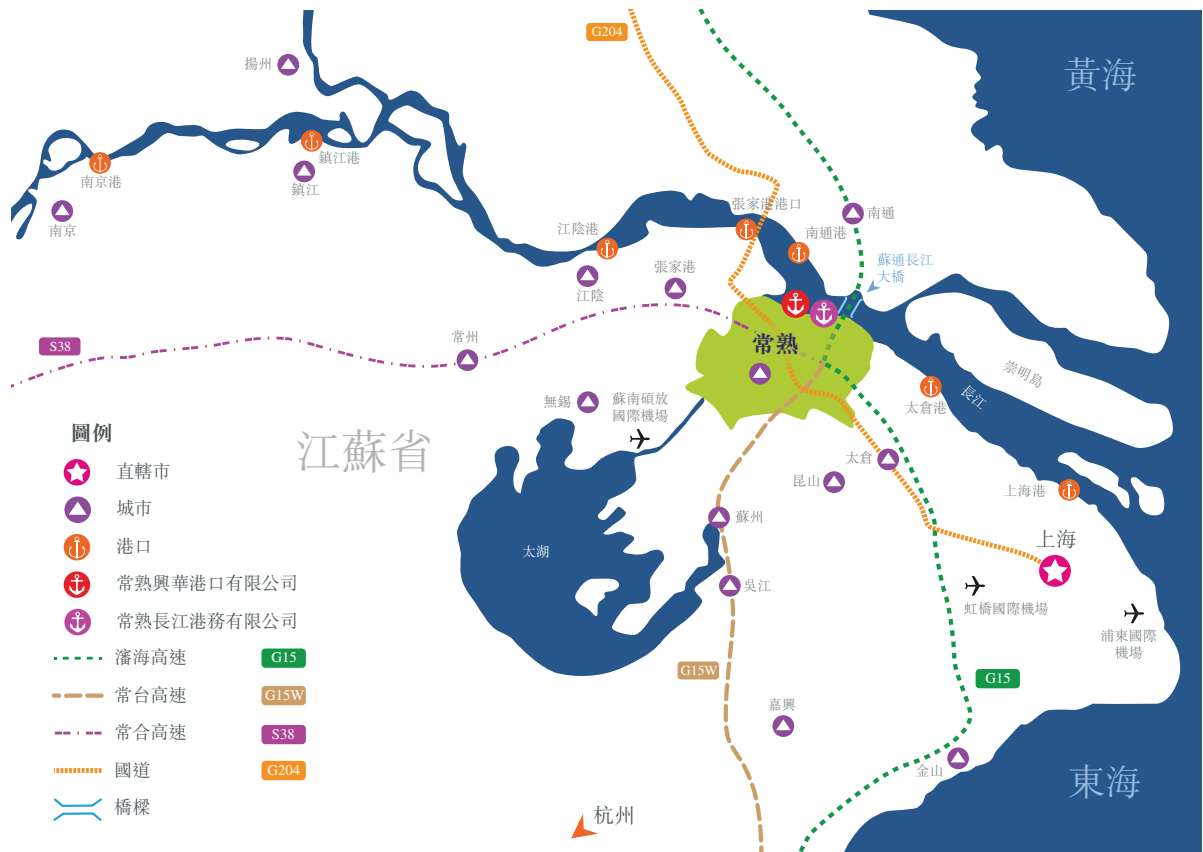 G204
黃海
揚州
鎮江港
南京港
鎮江
南京
張家港港口
南通
江陰港
南通港
蘇通長江
大橋
張家港
江陰
S38
常州
常熟
崇明島
長江
太倉港
無錫
蘇南碩放
國際機場
江蘇省
太倉
昆山
上海港
蘇州
上海
太湖
吳江
虹橋國際機場
浦東國際
機場
G15W
G15
嘉興
金山
東海
杭州
圖例
直轄市
城市
港口
常熟興華港口有限公司
常熟長江港務有限公司
瀋海高速 G15
常台高速 G15W
常合高速 S38
國道 G204
橋樑